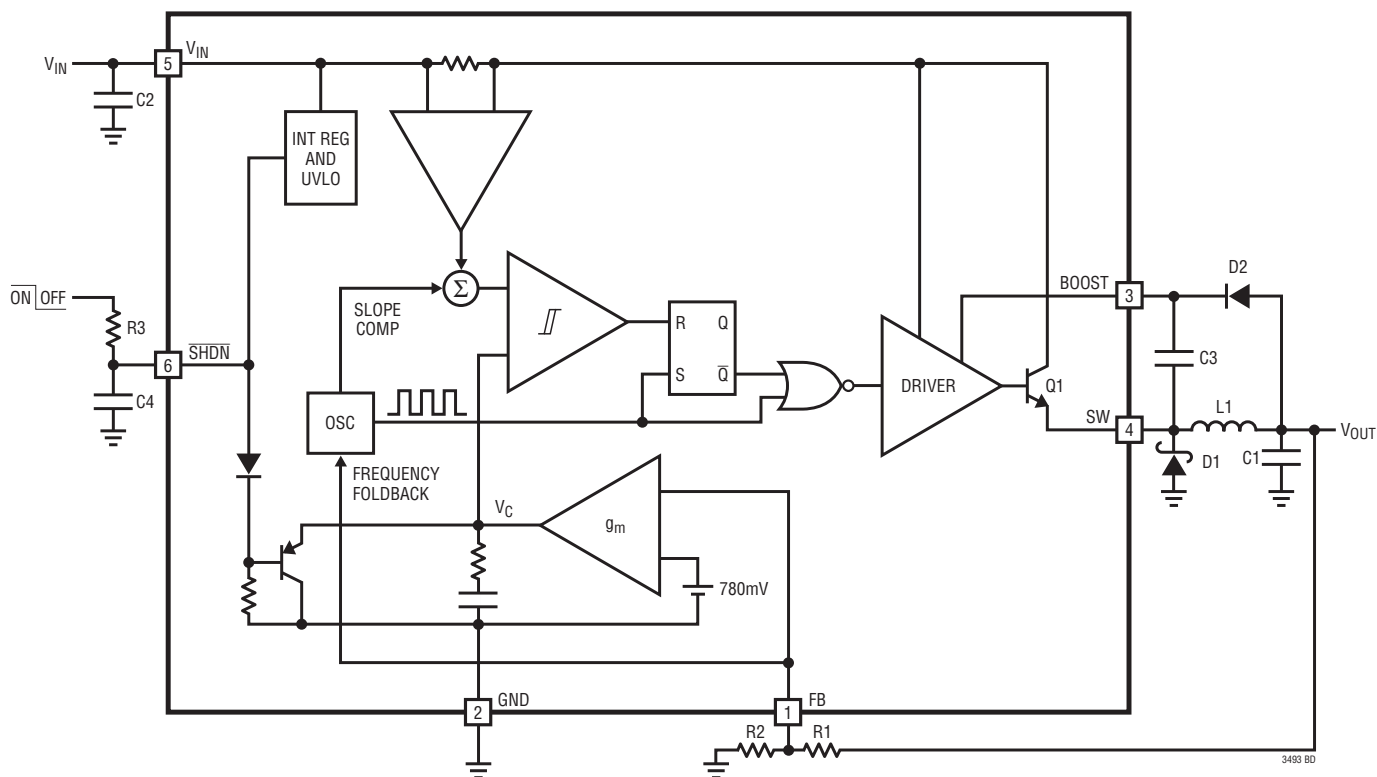 VIN
5
VIN
C2
INT REG
AND
UVLO
ON OFF
R3
6
SHDN
C4
SLOPE
COMP
Σ
R
Q
S
Q
OSC
FREQUENCY
FOLDBACK
VC
gm
780mV
DRIVER
Q1
BOOST
3
D2
C3
SW
4
L1
D1
C1
VOUT
2
GND
1
FB
R2
R1
3493 BD